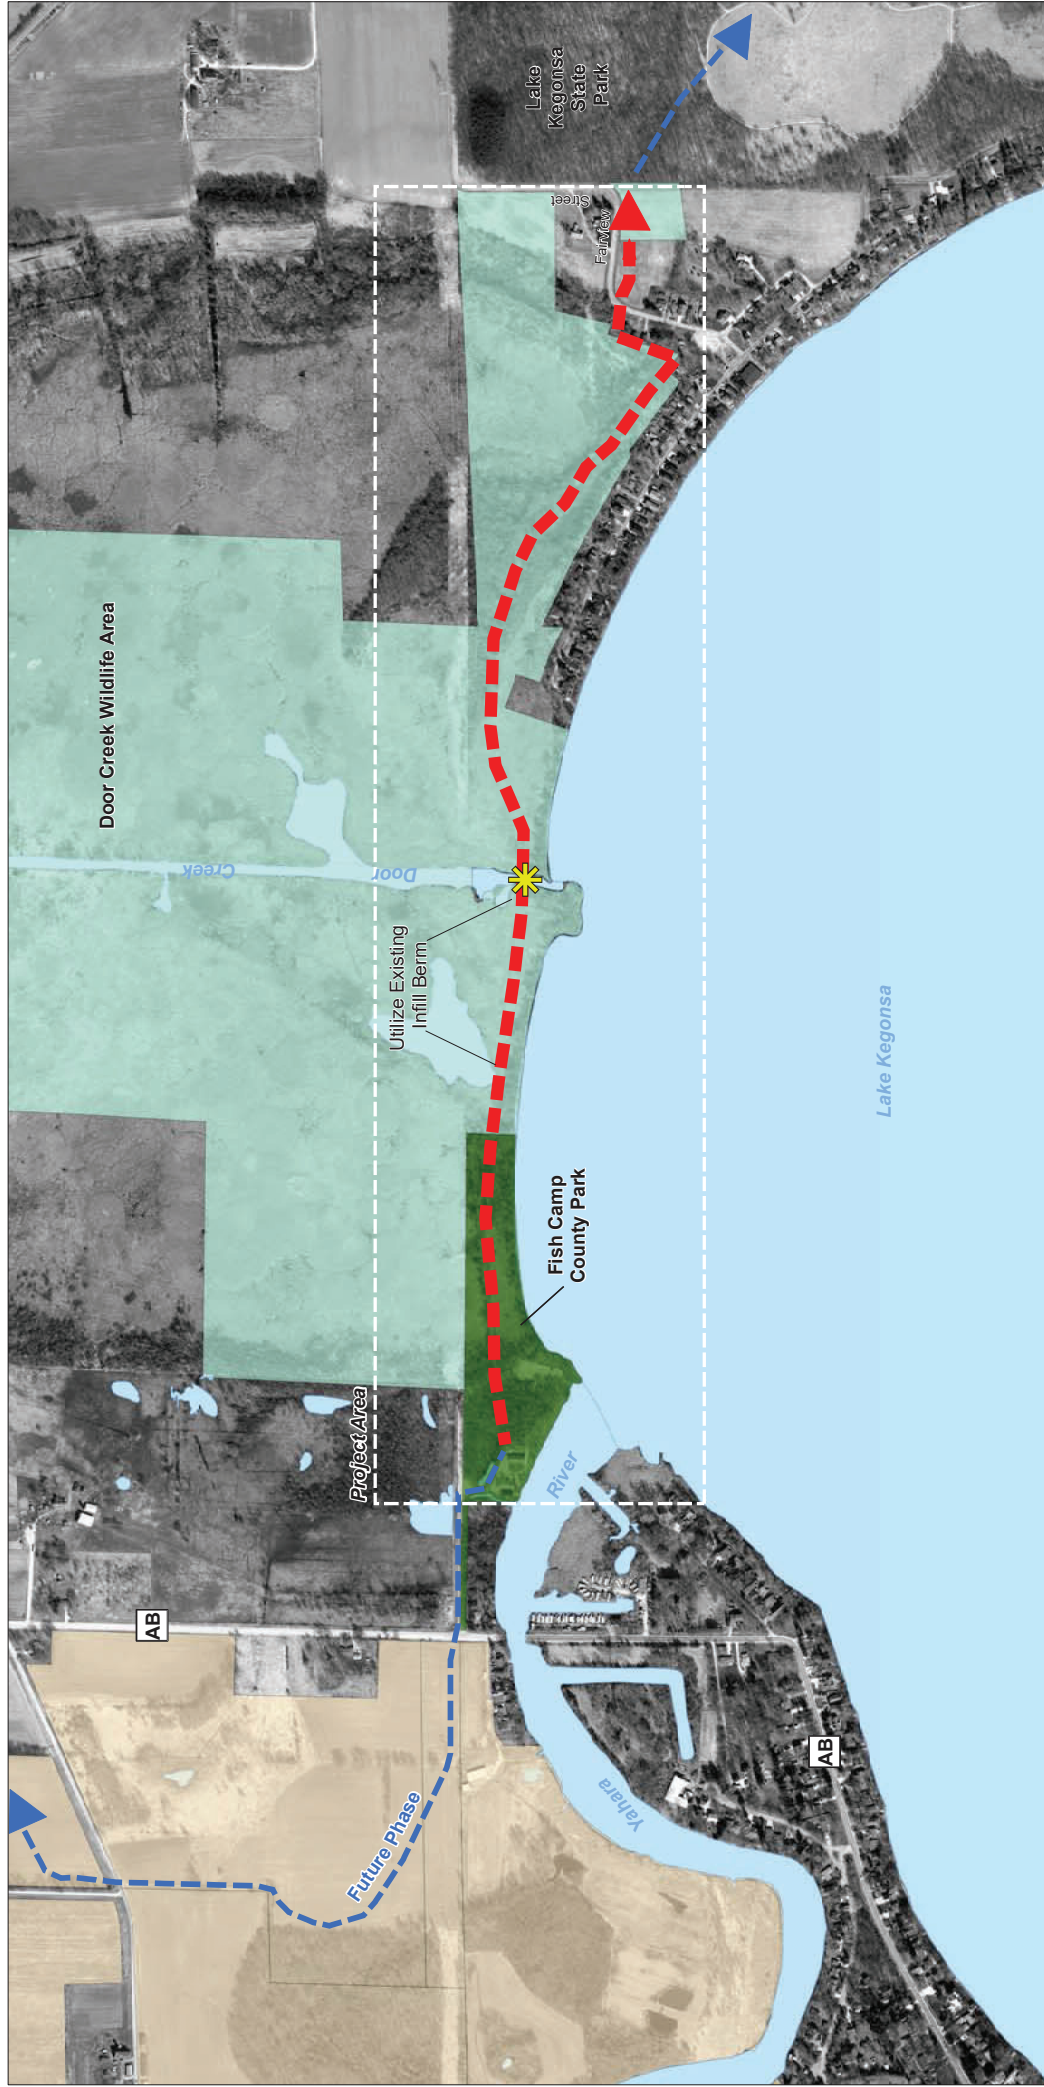 Lake
Kegonsa
State
Park
Fairview
Street
Door Creek Wildlife Area
Door
Creek
Utilize Existing
Infill Berm
Lake Kegonsa
Fish Camp
County Park
Project Area
River
Yahara
AB
AB
Future Phase